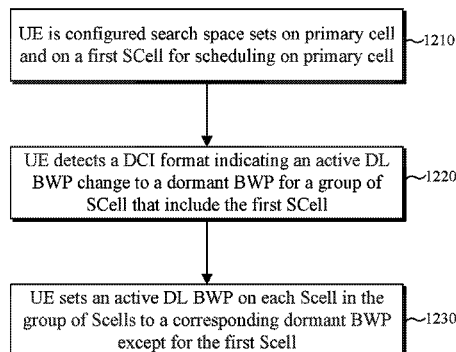 UE is configured search space sets on primary cell
and on a first SCell for scheduling on primary cell
1210
UE detects a DCI format indicating an active DL
BWP change to a dormant BWP for a group of
SCell that include the first SCell
1220
UE sets an active DL BWP on each Scell in the
group of Scells to a corresponding dormant BWP
except for the first Scell
1230